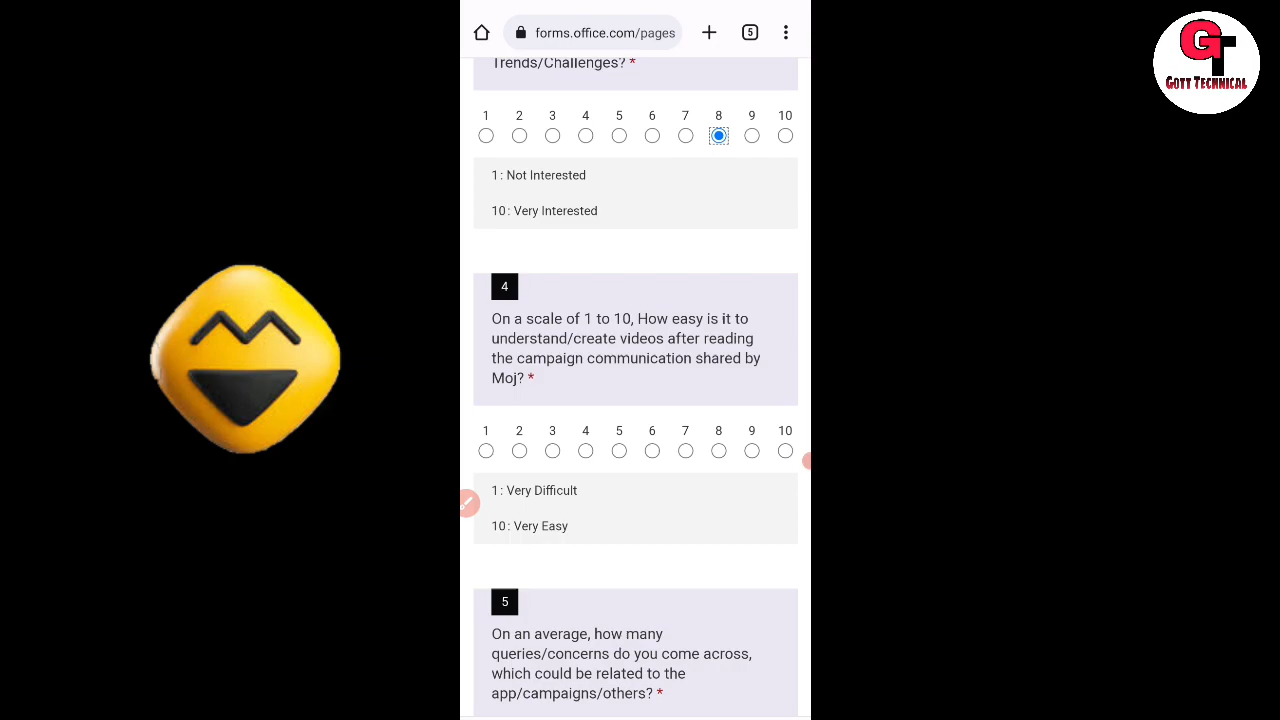 forms.office.com/pages
5
GT
GOTT TECHNICAL
Trends/Challenges? *
1 2 3 4 5 6 7 8 9 10
1: Not Interested
10: Very Interested
4
On a scale of 1 to 10, How easy is it to
understand/create videos after reading
the campaign communication shared by
Moj? *
1 2 3 4 5 6 7 8 9 10
1: Very Difficult
10: Very Easy
5
On an average, how many
queries/concerns do you come across,
which could be related to the
app/campaigns/others? *